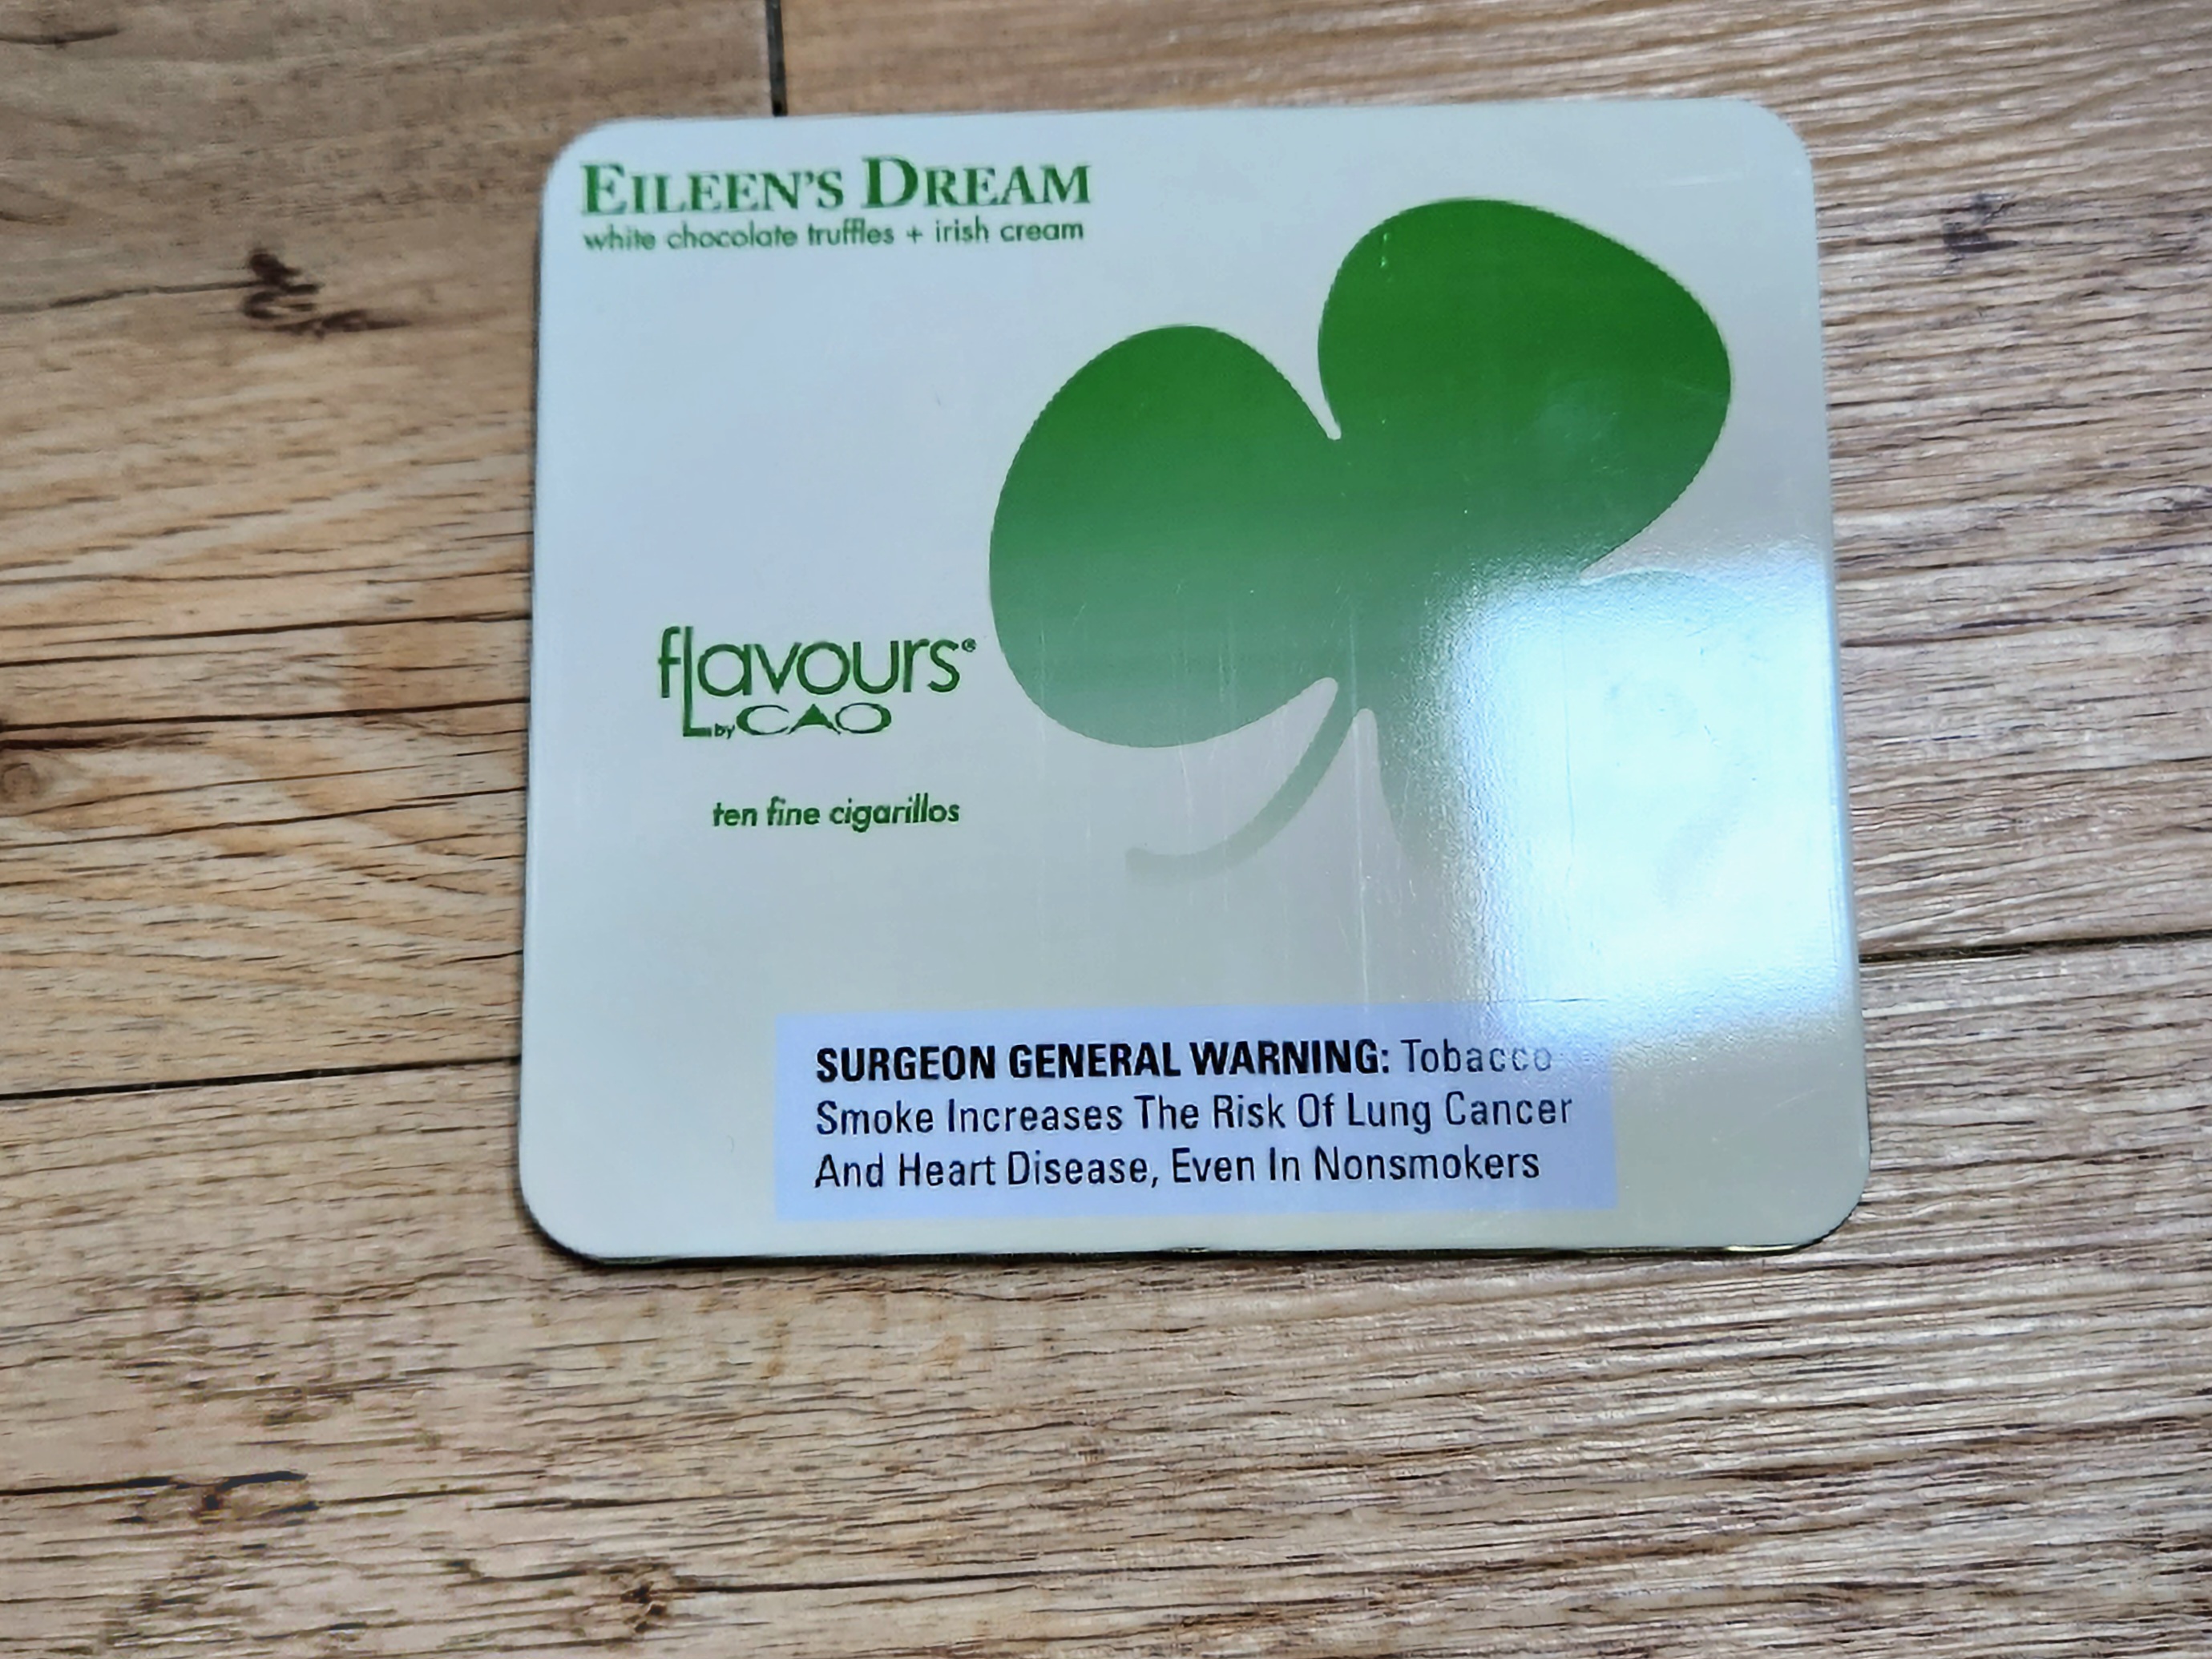 EILEEN'S DREAM
white chocolate truffles + irish cream
flavours®
by CAO
ten fine cigarillos
SURGEON GENERAL WARNING: Tobacco
Smoke Increases The Risk Of Lung Cancer
And Heart Disease, Even In Nonsmokers